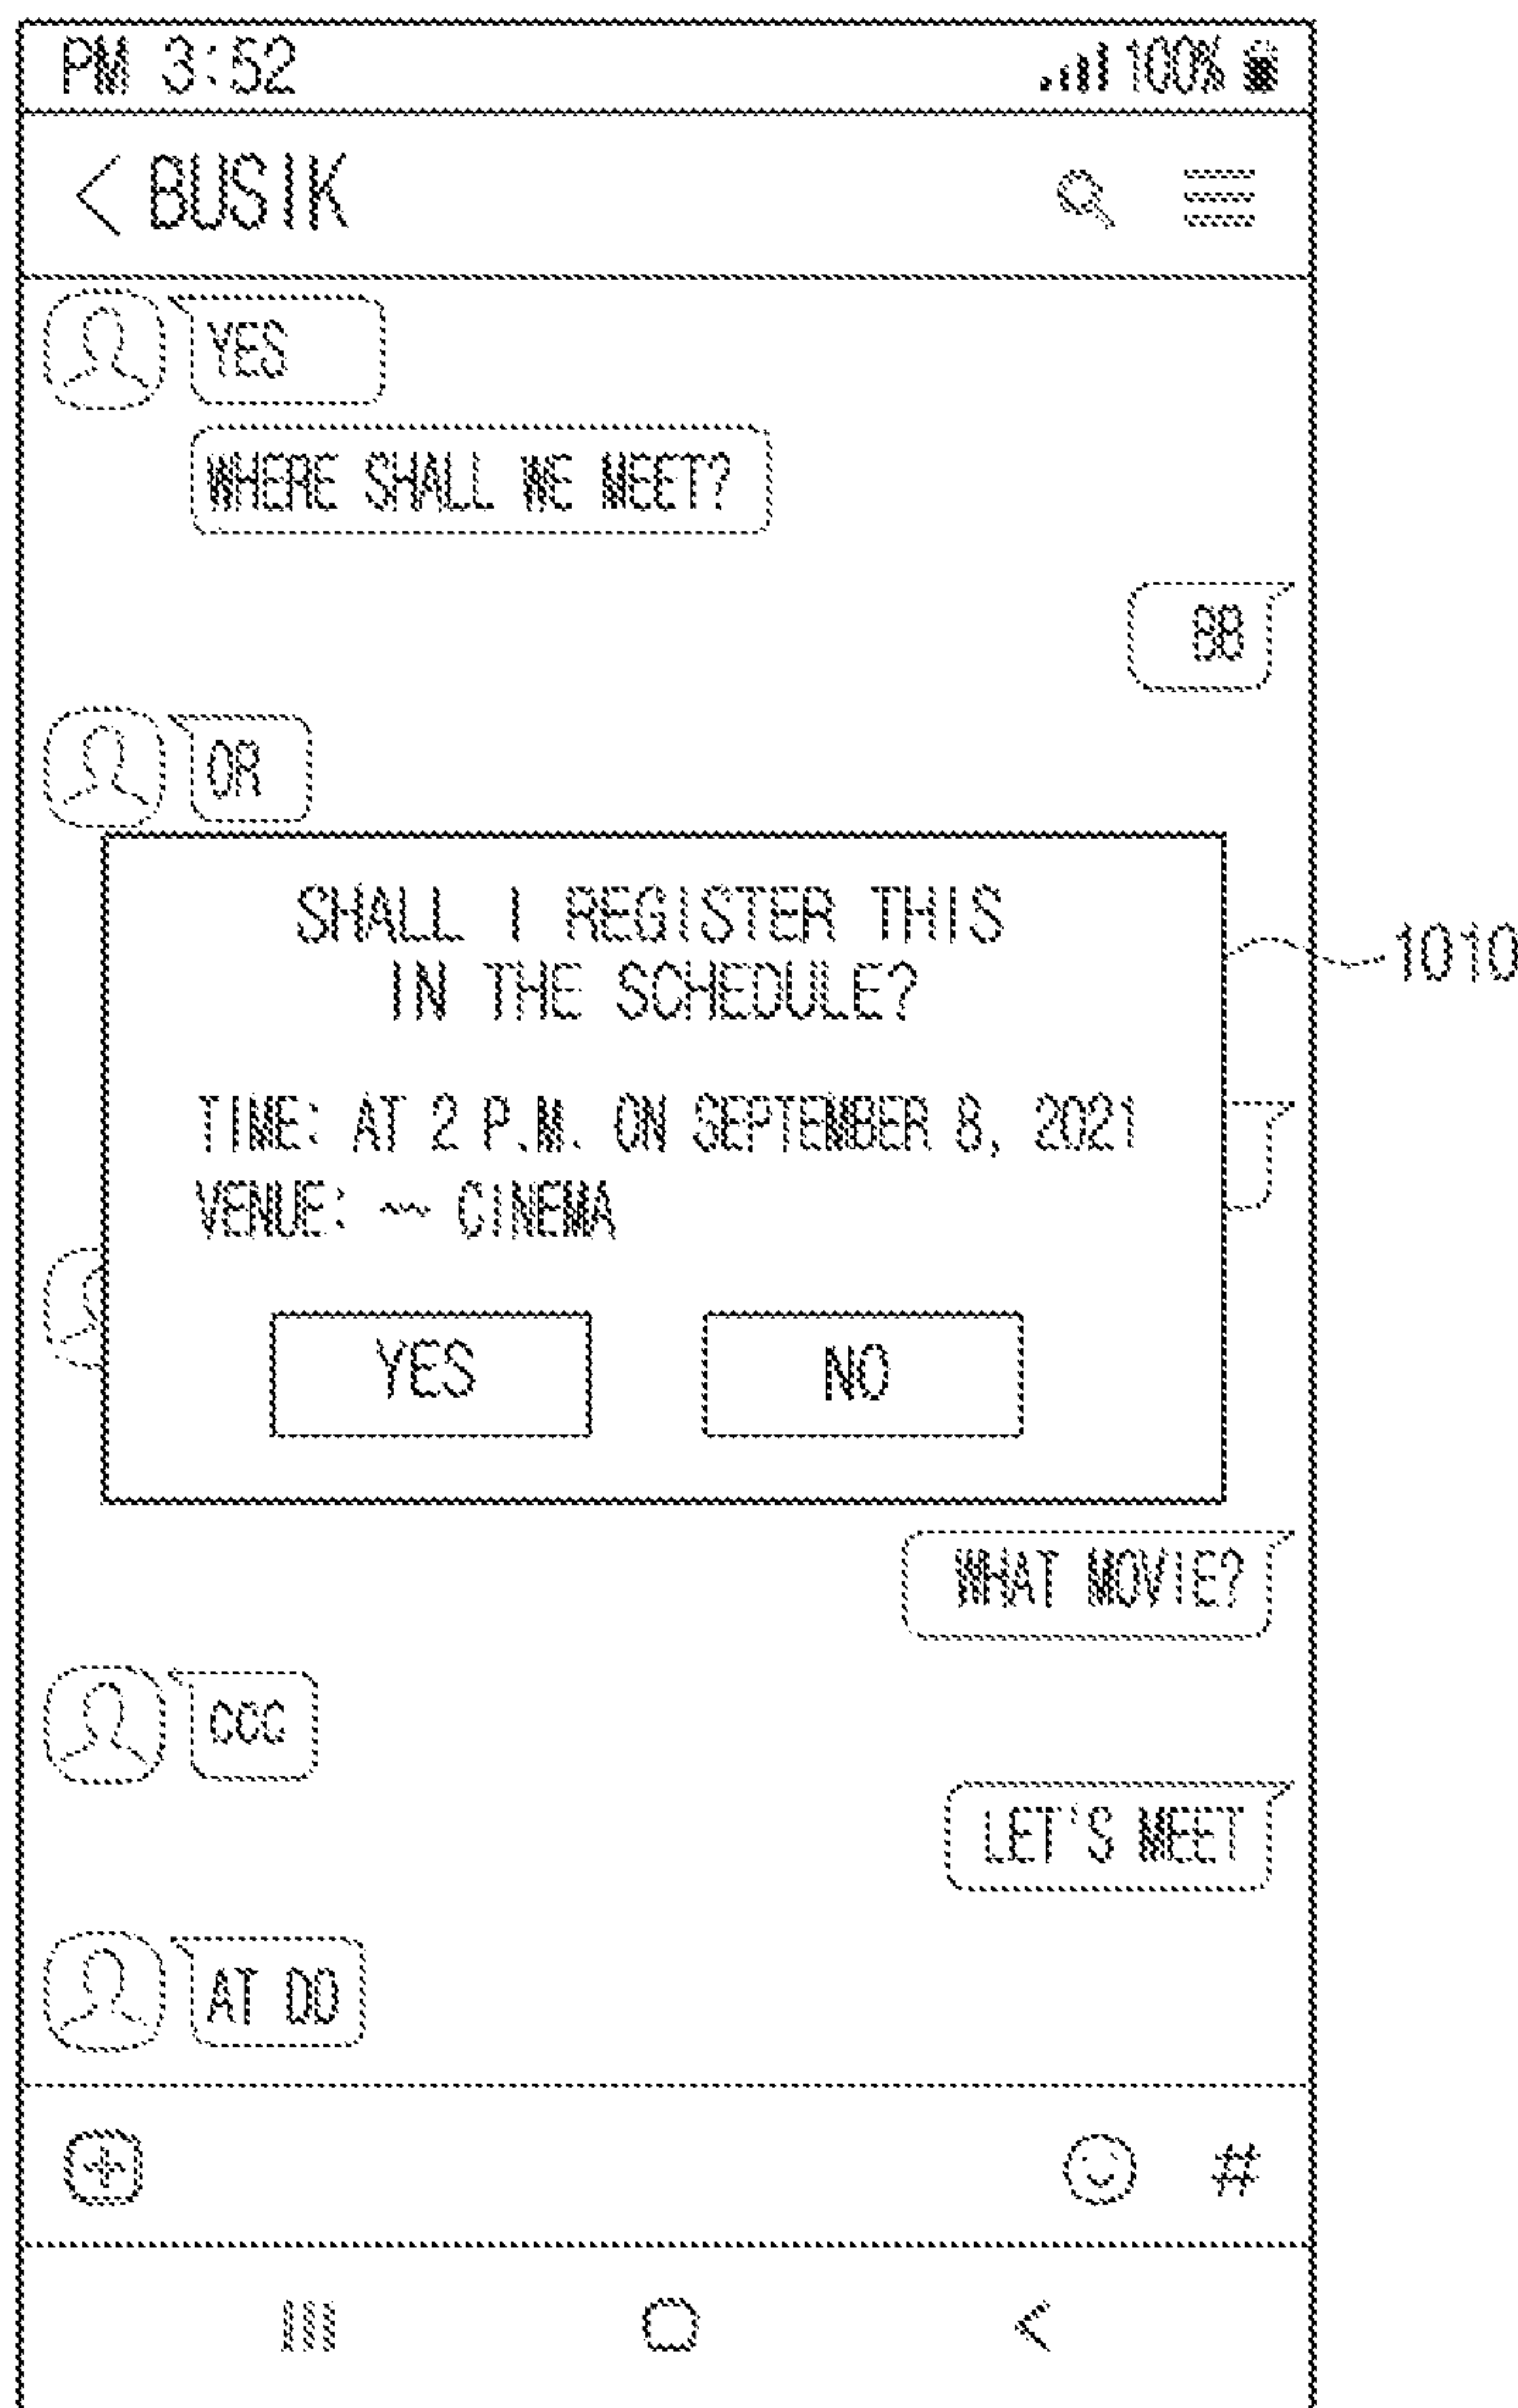 PM 3:52 100%
< BUSIK
YES
WHERE SHALL WE MEET?
BB
OR
SHALL I REGISTER THIS
IN THE SCHEDULE?
1010
TIME: AT 2 P.M. ON SEPTEMBER 8, 2021
VENUE: ~~ CINEMA
YES NO
WHAT MOVIE?
CCC
LET'S MEET
AT DD
#